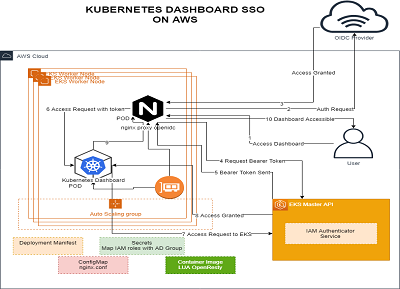 KUBERNETES DASHBOARD SSO
ON AWS
OIDC Provider
AWS Cloud
EKS Worker Node
EKS Worker Node
EKS Worker Node
Access Granted
2 Auth Request
3
6 Access Request with token
POD
10 Dashboard Accessible
nginx proxy openidc
9
Access Dashboard
User
4 Request Bearer Token
5 Bearer Token Sent
Kubernetes Dashboard
POD
Auto Scaling group
Access Granted
EKS Master API
7 Access Request to EKS
IAM Authenticator
Service
Deployment Manifest
Secrets
Map IAM roles with AD Group
ConfigMap
nginx.conf
Container Image
LUA OpenResty